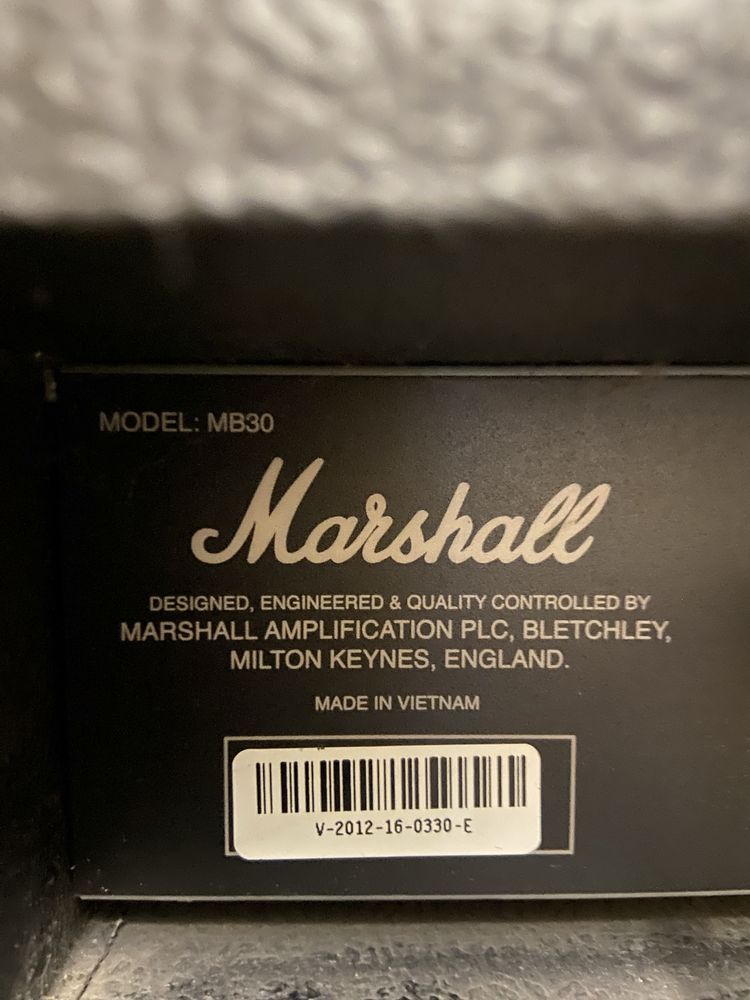 MODEL: MB30
Marshall
DESIGNED, ENGINEERED & QUALITY CONTROLLED BY
MARSHALL AMPLIFICATION PLC, BLETCHLEY,
MILTON KEYNES, ENGLAND.
MADE IN VIETNAM
V-2012-16-0330-E